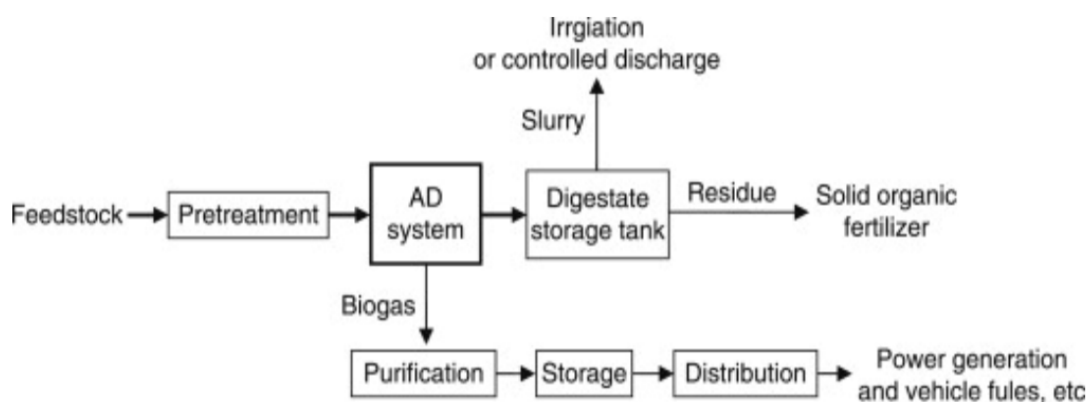 Irrgiation
or controlled discharge
Slurry
Feedstock
Pretreatment
AD
system
Digestate
storage tank
Residue
Solid organic
fertilizer
Biogas
Purification
Storage
Distribution
Power generation
and vehicle fules, etc